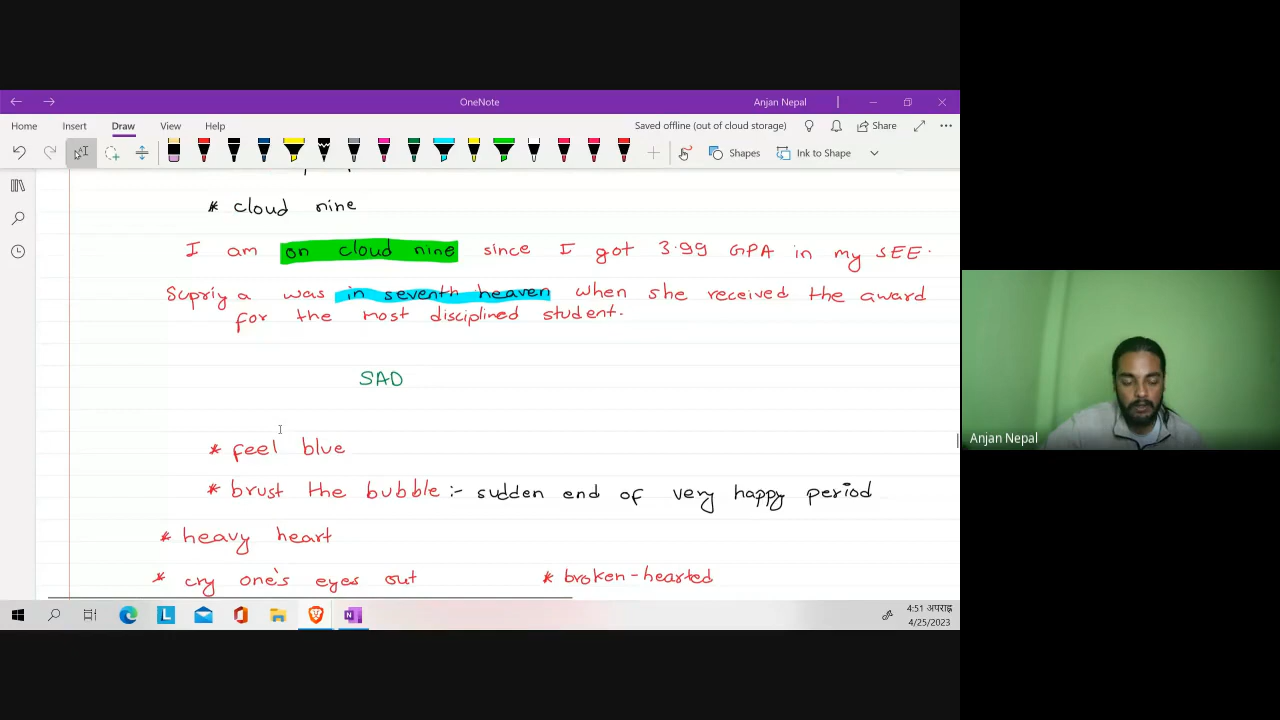 OneNote
Anjan Nepal
Home Insert Draw View Help
Saved offline (out of cloud storage)
Share
Shapes
Ink to Shape
* cloud nine
I am on cloud nine since I got 3.99 GPA in my SEE.
Supriya was in seventh heaven when she received the award
for the most disciplined student.
SAD
* feel blue
* brust the bubble :- sudden end of very happy period
* heavy heart
* cry one's eyes out
* broken-hearted
Anjan Nepal
4:51 अपराह्न
4/25/2023